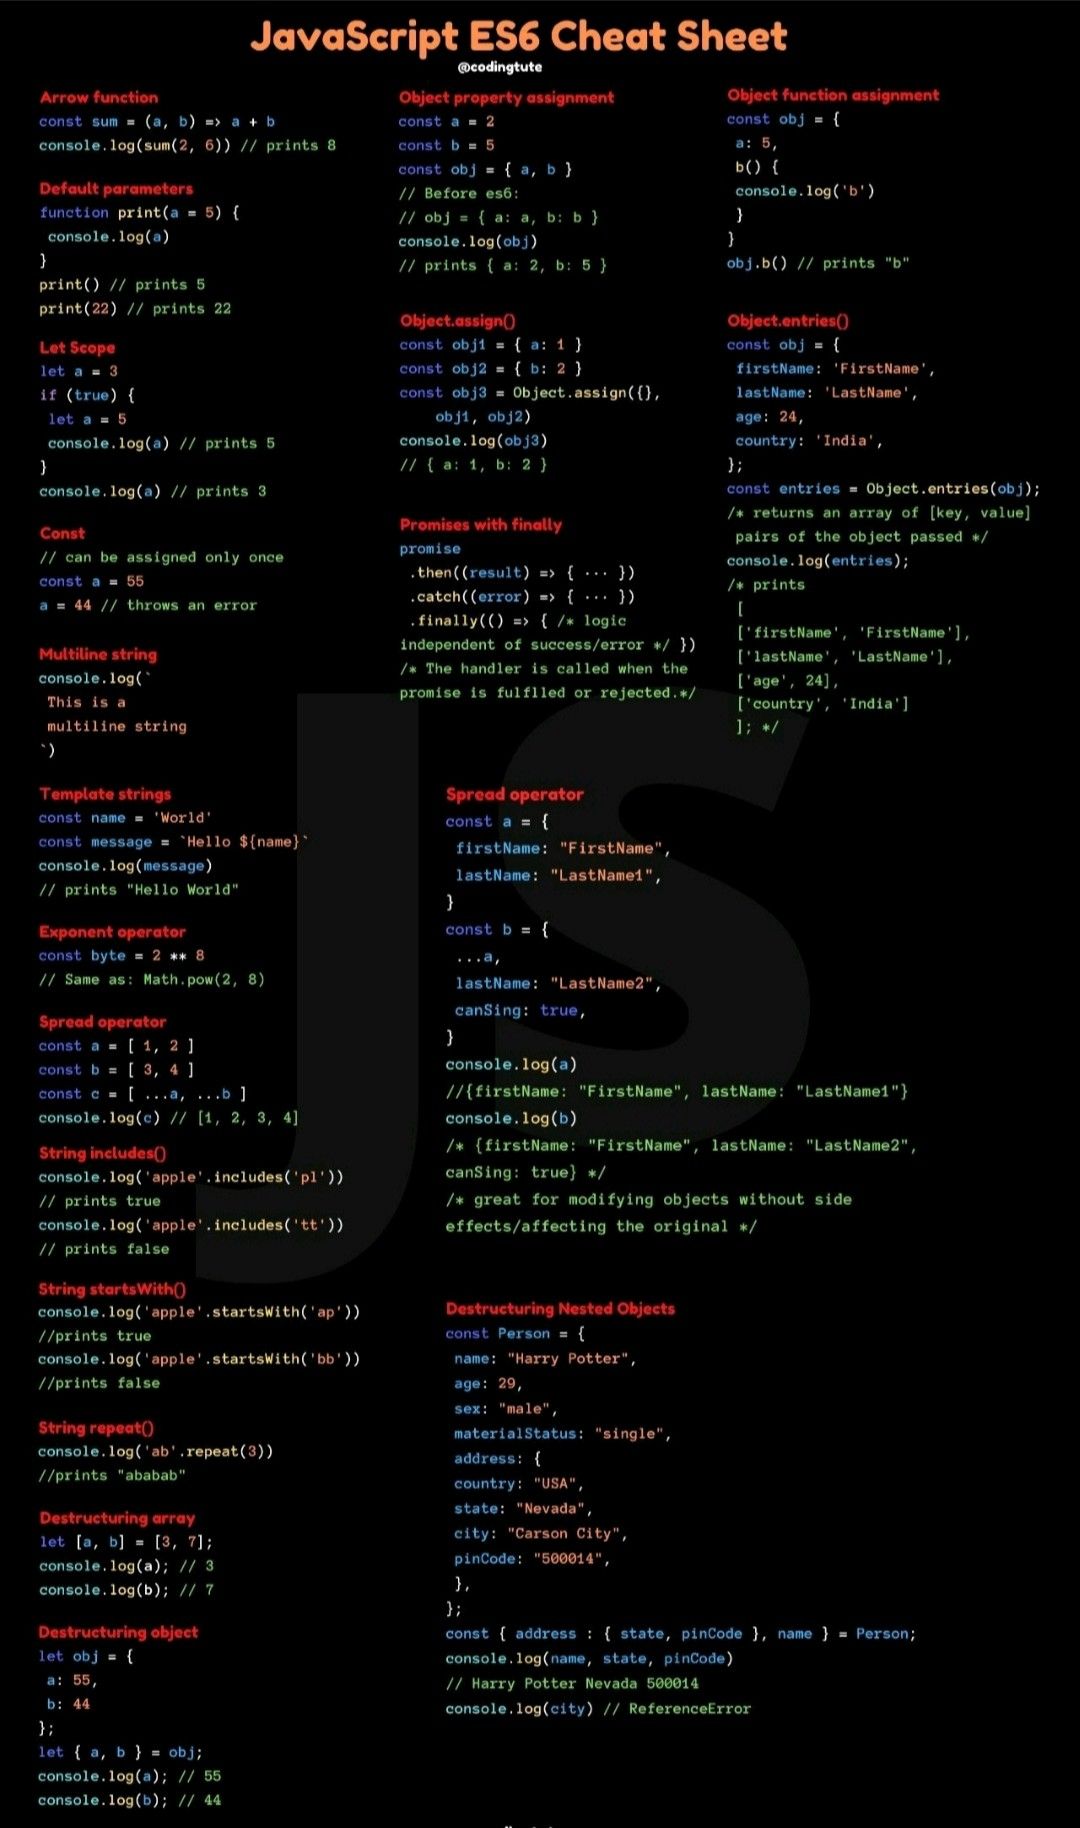 JavaScript ES6 Cheat Sheet
@codingtute
Arrow function
const sum = (a, b) => a + b
console.log(sum(2, 6)) // prints 8
Default parameters
function print(a = 5) {
 console.log(a)
}
print() // prints 5
print(22) // prints 22
Let Scope
let a = 3
if (true) {
 let a = 5
 console.log(a) // prints 5
}
console.log(a) // prints 3
Const
// can be assigned only once
const a = 55
a = 44 // throws an error
Multiline string
console.log(`
 This is a
 multiline string
`)
Template strings
const name = 'World'
const message = `Hello ${name}`
console.log(message)
// prints "Hello World"
Exponent operator
const byte = 2 ** 8
// Same as: Math.pow(2, 8)
Spread operator
const a = [ 1, 2 ]
const b = [ 3, 4 ]
const c = [ ...a, ...b ]
console.log(c) // [1, 2, 3, 4]
String includes()
console.log('apple'.includes('pl'))
// prints true
console.log('apple'.includes('tt'))
// prints false
String startsWith()
console.log('apple'.startsWith('ap'))
//prints true
console.log('apple'.startsWith('bb'))
//prints false
String repeat()
console.log('ab'.repeat(3))
//prints "ababab"
Destructuring array
let [a, b] = [3, 7];
console.log(a); // 3
console.log(b); // 7
Destructuring object
let obj = {
 a: 55,
 b: 44
};
let { a, b } = obj;
console.log(a); // 55
console.log(b); // 44
Object property assignment
const a = 2
const b = 5
const obj = { a, b }
// Before es6:
// obj = { a: a, b: b }
console.log(obj)
// prints { a: 2, b: 5 }
Object.assign()
const obj1 = { a: 1 }
const obj2 = { b: 2 }
const obj3 = Object.assign({},
    obj1, obj2)
console.log(obj3)
// { a: 1, b: 2 }
Promises with finally
promise
 .then((result) => { ··· })
 .catch((error) => { ··· })
 .finally(() => { /* logic
independent of success/error */ })
/* The handler is called when the
promise is fulflled or rejected.*/
Object function assignment
const obj = {
 a: 5,
 b() {
 console.log('b')
 }
}
obj.b() // prints "b"
Object.entries()
const obj = {
 firstName: 'FirstName',
 lastName: 'LastName',
 age: 24,
 country: 'India',
};
const entries = Object.entries(obj);
/* returns an array of [key, value]
 pairs of the object passed */
console.log(entries);
/* prints
 [
 ['firstName', 'FirstName'],
 ['lastName', 'LastName'],
 ['age', 24],
 ['country', 'India']
 ]; */
Spread operator
const a = {
 firstName: "FirstName",
 lastName: "LastName1",
}
const b = {
 ...a,
 lastName: "LastName2",
 canSing: true,
}
console.log(a)
//{firstName: "FirstName", lastName: "LastName1"}
console.log(b)
/* {firstName: "FirstName", lastName: "LastName2",
canSing: true} */
/* great for modifying objects without side
effects/affecting the original */
Destructuring Nested Objects
const Person = {
 name: "Harry Potter",
 age: 29,
 sex: "male",
 materialStatus: "single",
 address: {
 country: "USA",
 state: "Nevada",
 city: "Carson City",
 pinCode: "500014",
 },
};
const { address : { state, pinCode }, name } = Person;
console.log(name, state, pinCode)
// Harry Potter Nevada 500014
console.log(city) // ReferenceError
JS